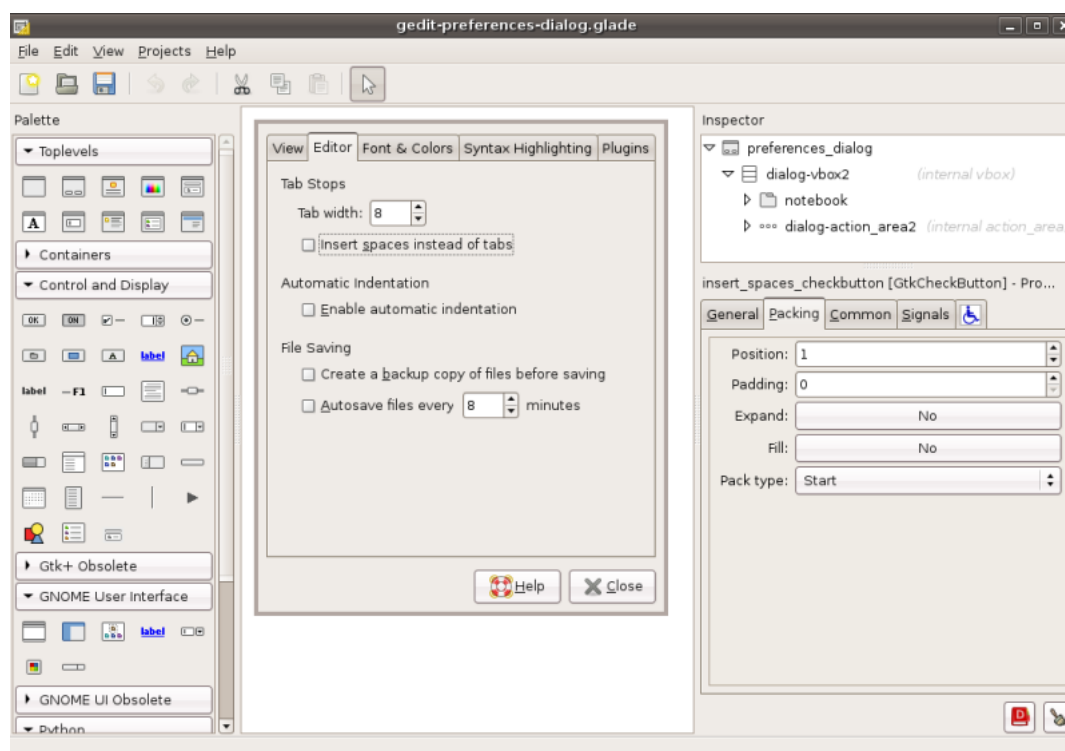 gedit-preferences-dialog.glade
File Edit View Projects Help
Palette
Toplevels
A
Containers
Control and Display
OK ON
A label
label F1
Gtk+ Obsolete
GNOME User Interface
label
GNOME UI Obsolete
Python
View Editor Font & Colors Syntax Highlighting Plugins
Tab Stops
Tab width: 8
Insert spaces instead of tabs
Automatic Indentation
Enable automatic indentation
File Saving
Create a backup copy of files before saving
Autosave files every 8 minutes
Help Close
Inspector
preferences_dialog
dialog-vbox2 (internal vbox)
notebook
dialog-action_area2 (internal action_area
insert_spaces_checkbutton [GtkCheckButton] - Pro...
General Packing Common Signals
Position: 1
Padding: 0
Expand: No
Fill: No
Pack type: Start
D